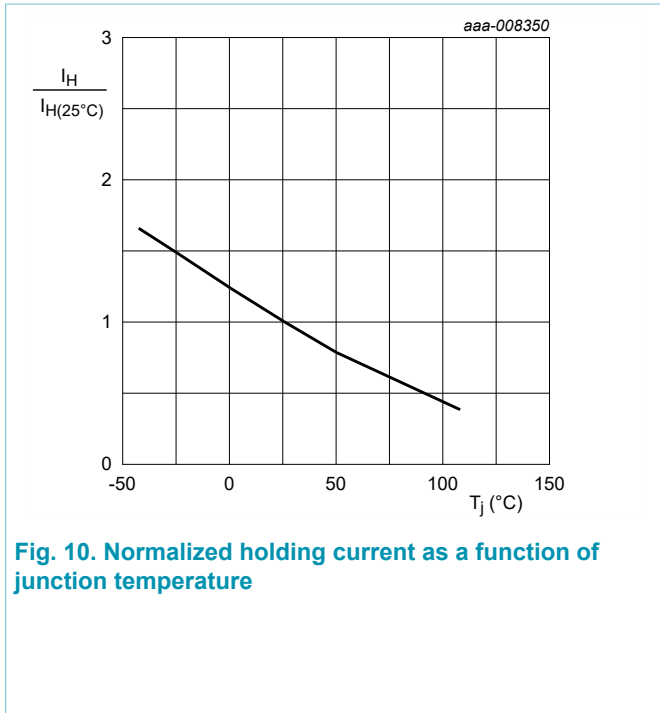 aaa-008350
3
I_H
I_H(25°C)
2
1
0
-50 0 50 100 150
T_j (°C)
Fig. 10. Normalized holding current as a function of
junction temperature